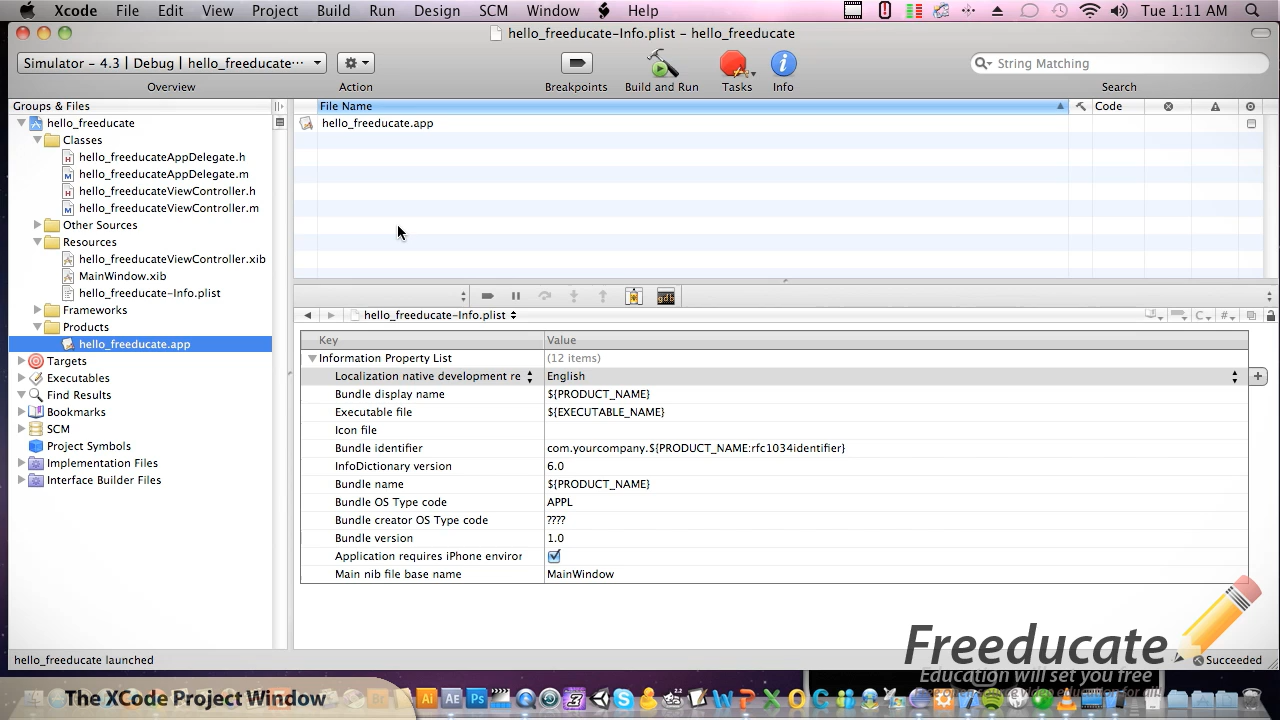 Xcode File Edit View Project Build Run Design SCM Window Help Tue 1:11 AM
hello_freeducate-Info.plist – hello_freeducate
Simulator - 4.3 | Debug | hello_freeducate···
String Matching
Overview Action Breakpoints Build and Run Tasks Info Search
Groups & Files File Name Code
hello_freeducate hello_freeducate.app
Classes
hello_freeducateAppDelegate.h
hello_freeducateAppDelegate.m
hello_freeducateViewController.h
hello_freeducateViewController.m
Other Sources
Resources
hello_freeducateViewController.xib
MainWindow.xib
hello_freeducate-Info.plist
Frameworks
Products
hello_freeducate.app
Targets
Executables
Find Results
Bookmarks
SCM
Project Symbols
Implementation Files
Interface Builder Files
gdb
hello_freeducate-Info.plist C #
Key Value
Information Property List (12 items)
Localization native development re English
Bundle display name ${PRODUCT_NAME}
Executable file ${EXECUTABLE_NAME}
Icon file
Bundle identifier com.yourcompany.${PRODUCT_NAME:rfc1034identifier}
InfoDictionary version 6.0
Bundle name ${PRODUCT_NAME}
Bundle OS Type code APPL
Bundle creator OS Type code ????
Bundle version 1.0
Application requires iPhone enviror
Main nib file base name MainWindow
Freeducate
Education will set you free
hello_freeducate launched Succeeded
The XCode Project Window
Ai AE Ps